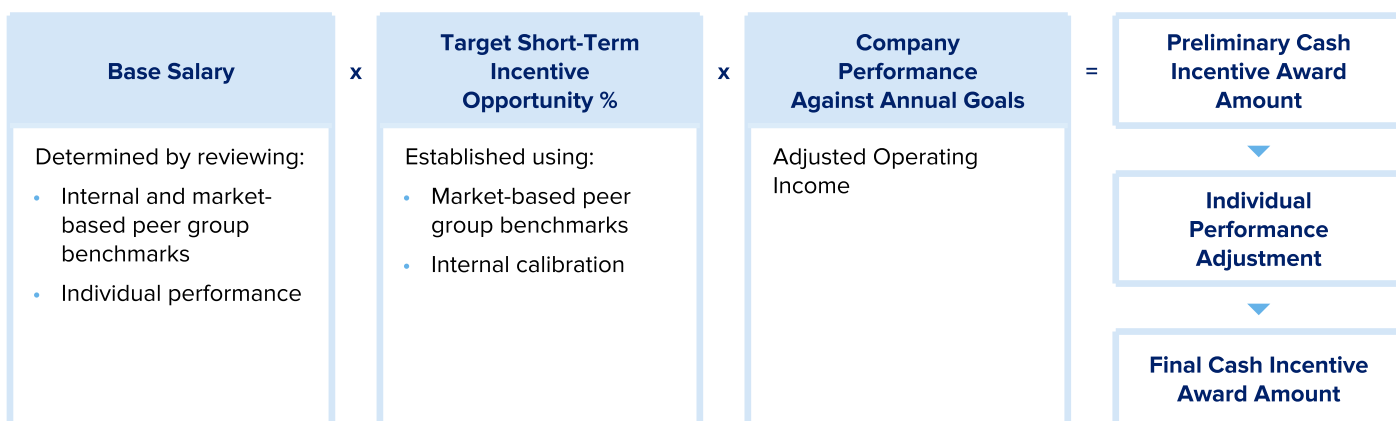 Base Salary
x
Target Short-Term
Incentive
Opportunity %
x
Company
Performance
Against Annual Goals
=
Preliminary Cash
Incentive Award
Amount
Determined by reviewing:
• Internal and market-
based peer group
benchmarks
• Individual performance
Established using:
• Market-based peer
group benchmarks
• Internal calibration
Adjusted Operating
Income
Individual
Performance
Adjustment
Final Cash Incentive
Award Amount